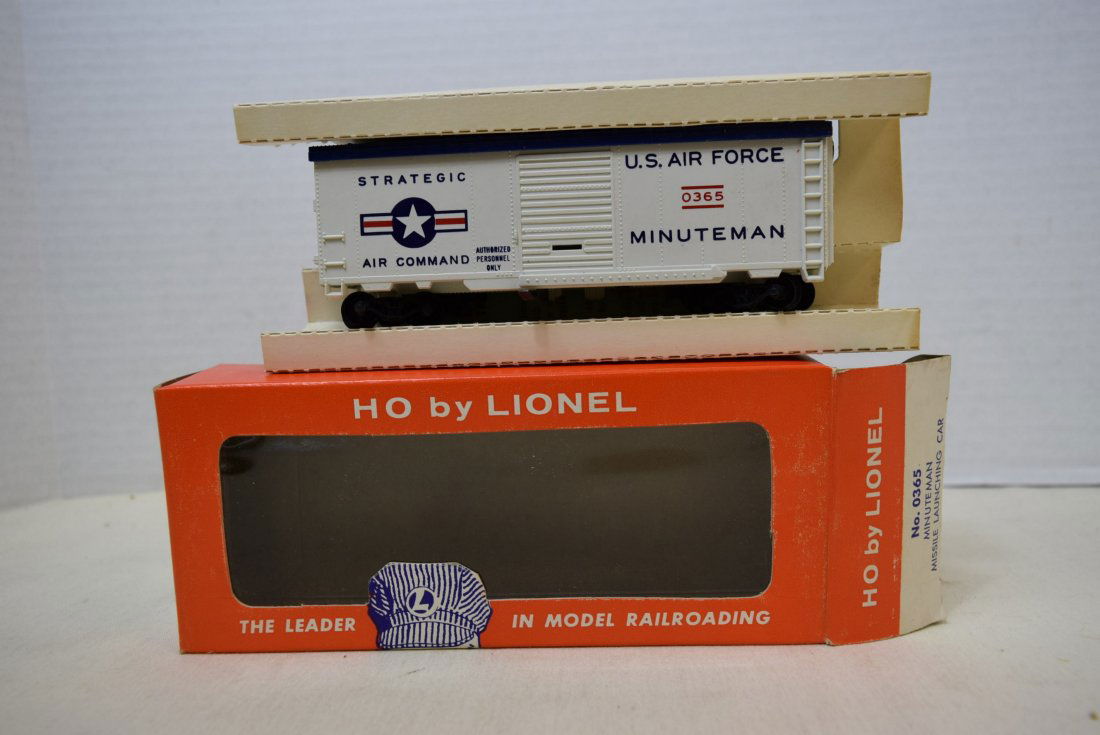 STRATEGIC
AIR COMMAND
AUTHORIZED
PERSONNEL
ONLY
U.S. AIR FORCE
0365
MINUTEMAN
HO by LIONEL
L
THE LEADER IN MODEL RAILROADING
HO by LIONEL
No. 0365
MINUTEMAN
MISSILE LAUNCHING CAR